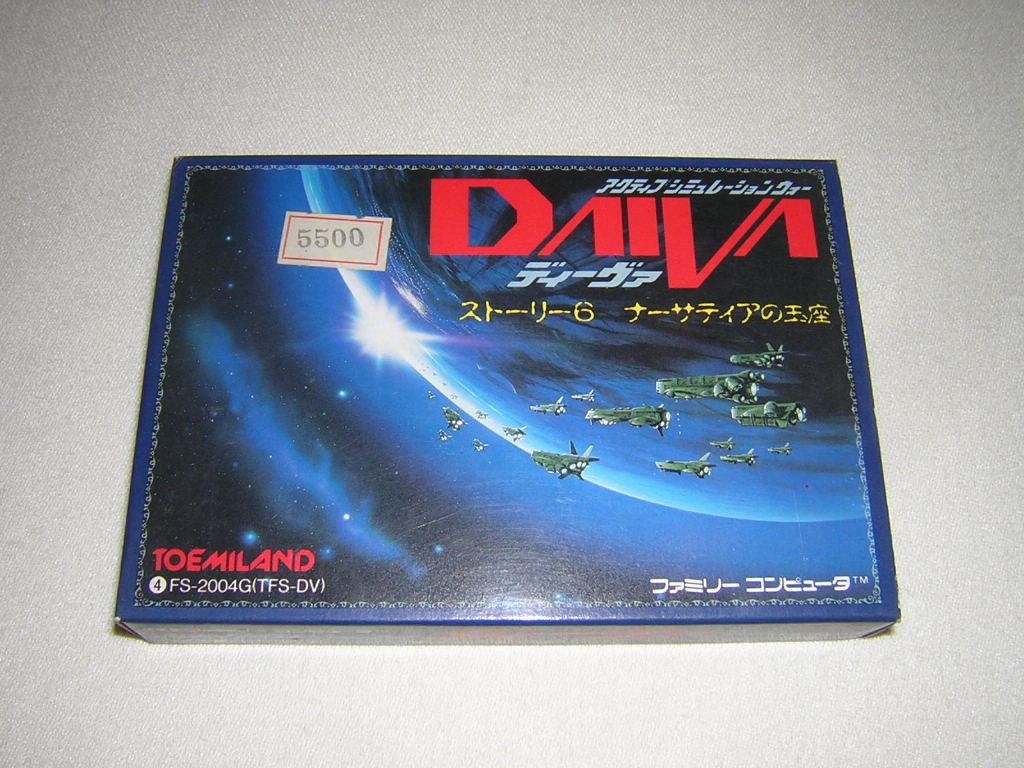 アクティブシミュレーションウォー
DAIVA
ディーヴァ
ストーリー6 ナーサティアの玉座
5500
TOEMILAND
4 FS-2004G(TFS-DV)
ファミリー コンピュータ™